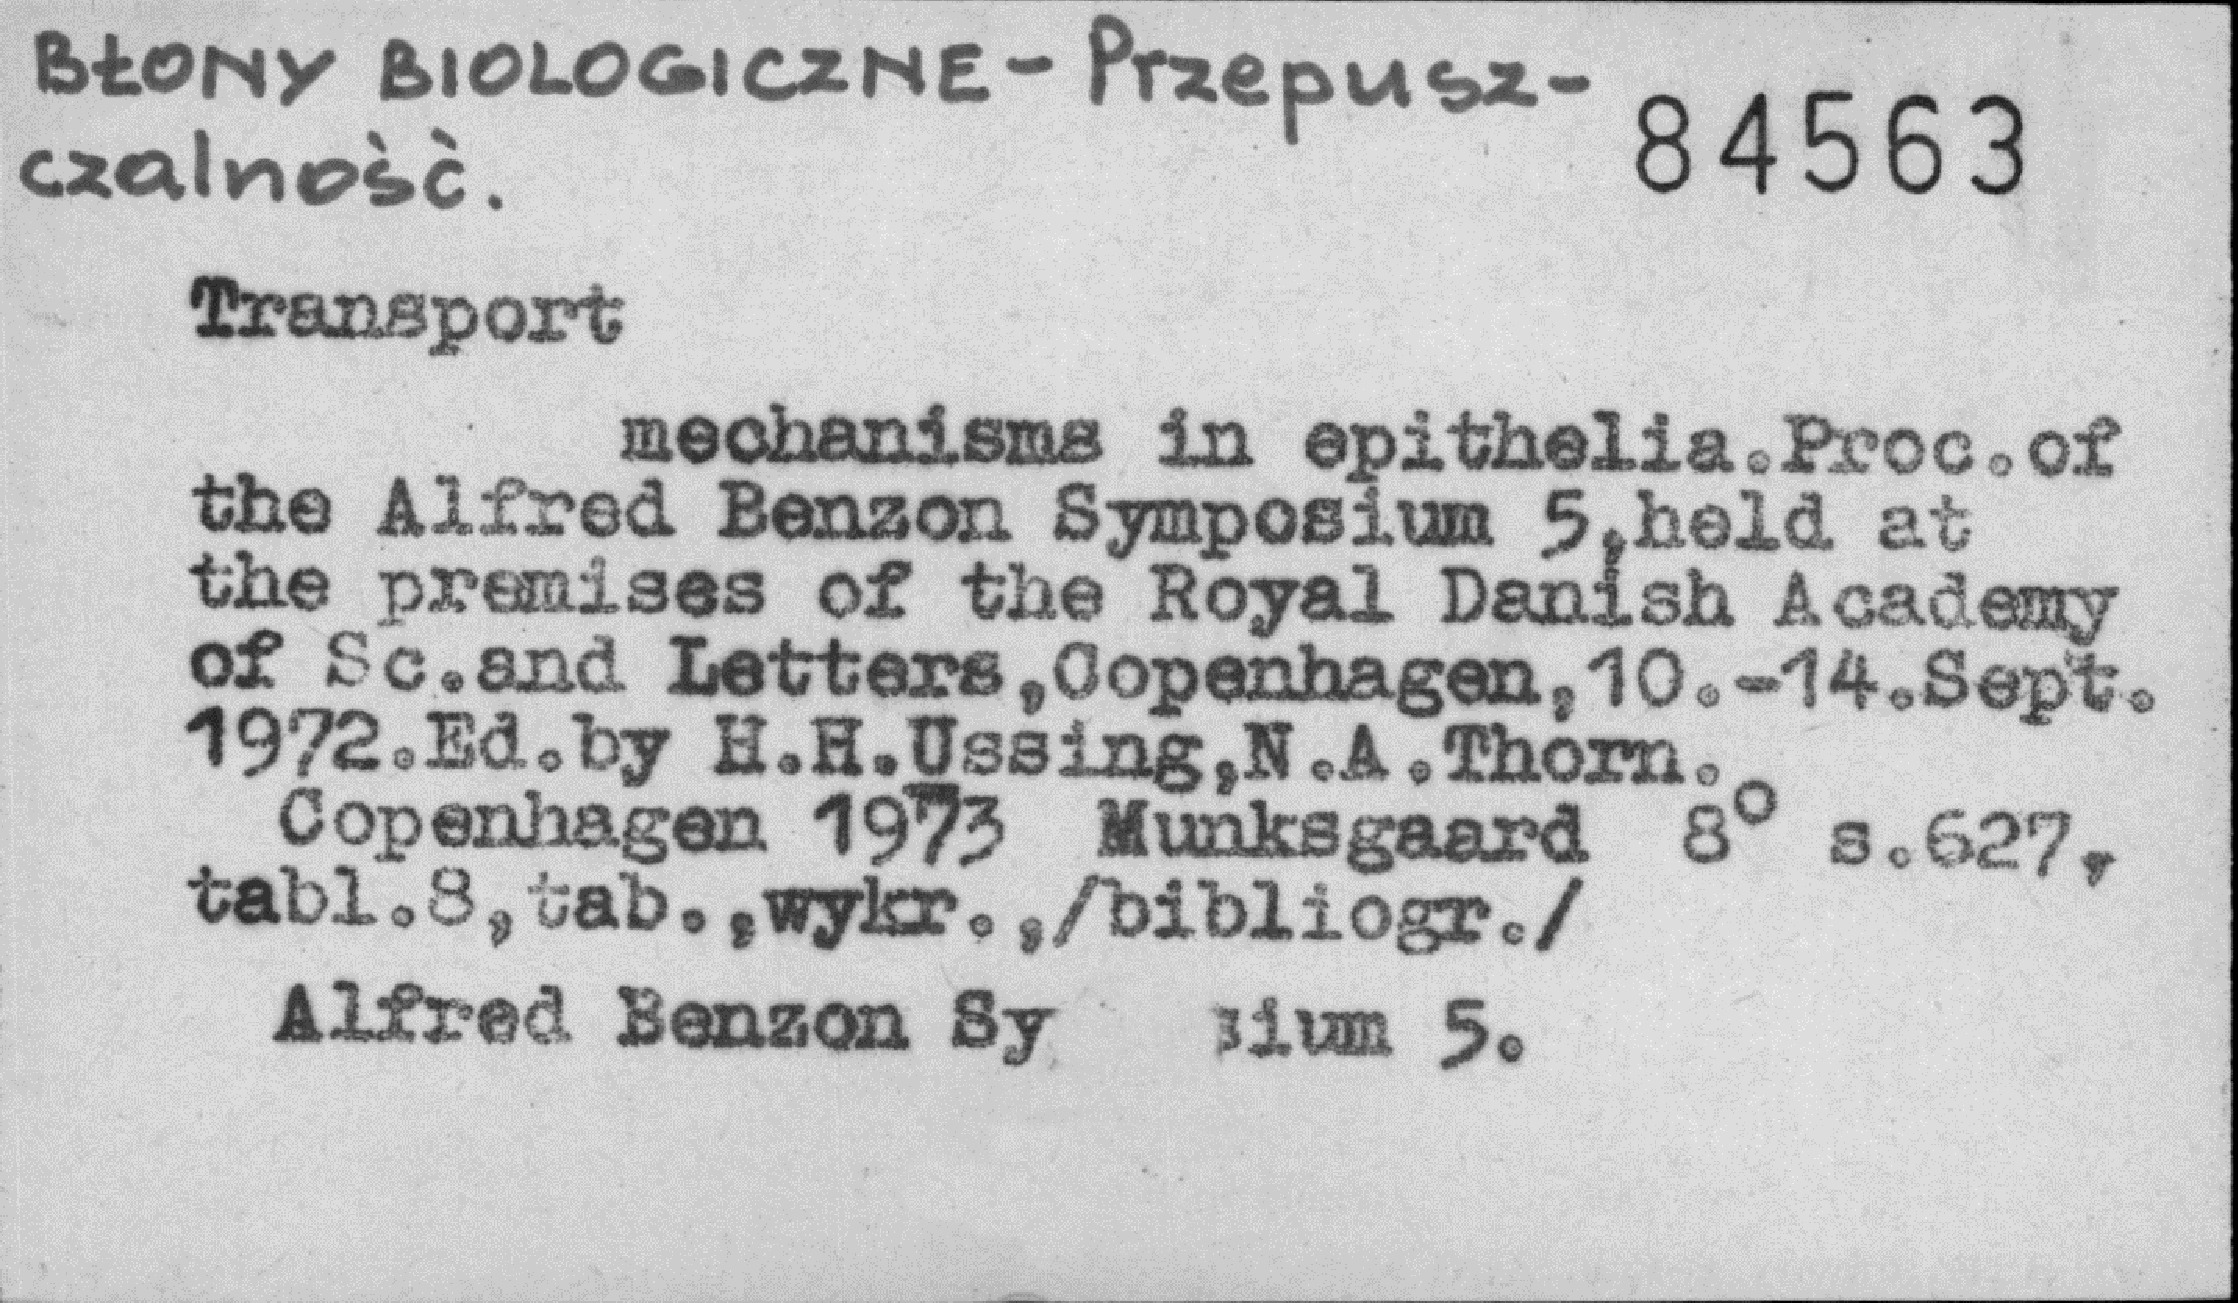 BŁONY BIOLOGICZNE - Przepusz-
czalność.
84563
Transport
mechanisms in epithelia.Proc.of
the Alfred Benzon Symposium 5,held at
the premises of the Royal Danish Academy
of Sc.and Letters,Copenhagen,10.-14.Sept.
1972.Ed.by H.H.Ussing,N.A.Thorn.
Copenhagen 1973 Munksgaard 8° s.627,
tabl.8,tab.,wykr.,/bibliogr./
Alfred Benzon Sy sium 5.